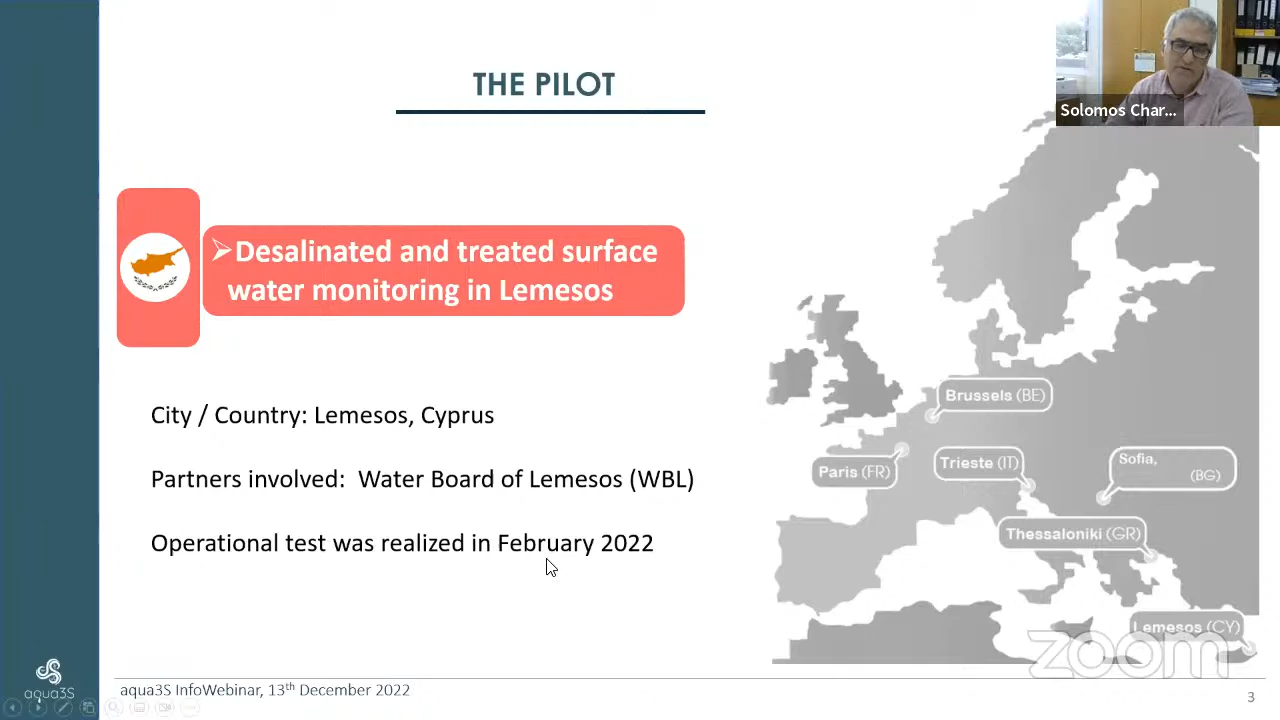 THE PILOT
Solomos Char...
➢Desalinated and treated surface
water monitoring in Lemesos
City / Country: Lemesos, Cyprus
Partners involved: Water Board of Lemesos (WBL)
Operational test was realized in February 2022
Brussels (BE)
Paris (FR)
Trieste (IT)
Sofia,
(BG)
Thessaloniki (GR)
Lemesos (CY)
zoom
aqua3S
aqua3S InfoWebinar, 13th December 2022
3